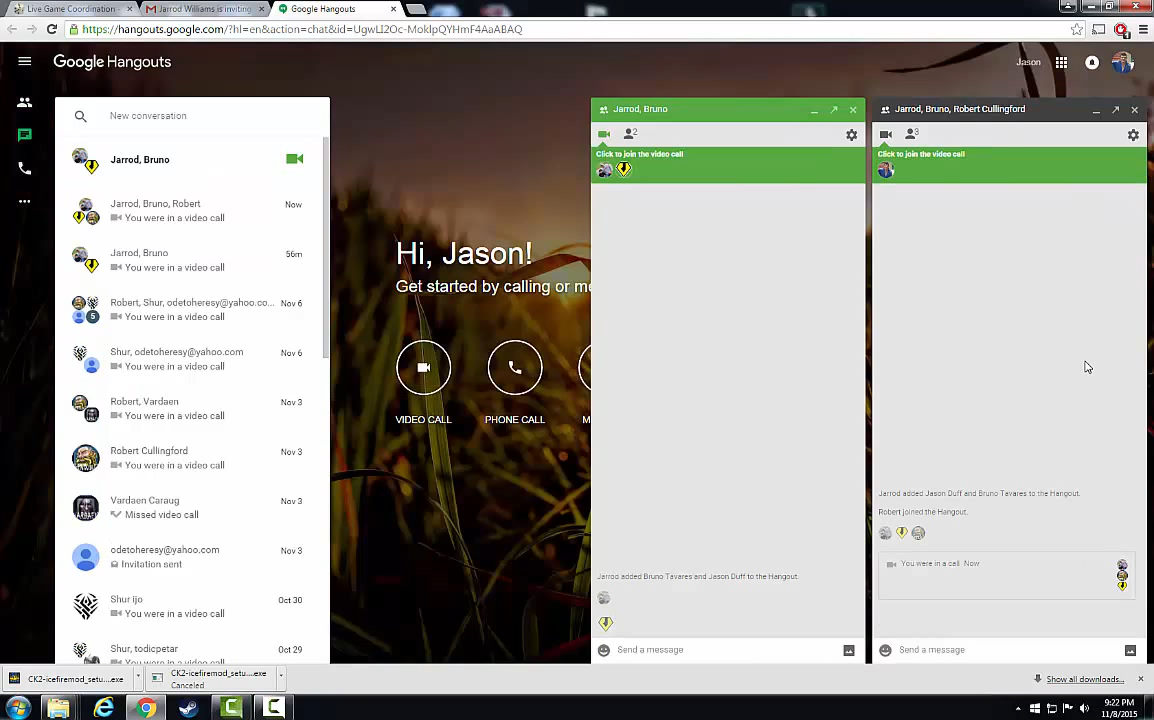 Live Game Coordination
Jarrod Williams is inviting
Google Hangouts
https://hangouts.google.com/?hl=en&action=chat&id=
Google Hangouts
Jason
New conversation
Jarrod, Bruno
Jarrod, Bruno, Robert
Now
You were in a video call
Jarrod, Bruno
56m
You were in a video call
Robert, Shur, odetoheresy@yahoo.co...
Nov 6
5
You were in a video call
Shur, odetoheresy@yahoo.com
Nov 6
You were in a video call
Robert, Vardaen
Nov 3
You were in a video call
Robert Cullingford
Nov 3
You were in a video call
Vardaen Caraug
Nov 3
Missed video call
odetoheresy@yahoo.com
Nov 3
Invitation sent
Shur ijo
Oct 30
You were in a video call
Shur, todicpetar
Oct 29
You were in a video call
Hi, Jason!
Get started by calling or me
VIDEO CALL
PHONE CALL
M
Jarrod, Bruno
2
Click to join the video call
Jarrod added Bruno Tavares and Jason Duff to the Hangout.
Send a message
Jarrod, Bruno, Robert Cullingford
3
Click to join the video call
Jarrod added Jason Duff and Bruno Tavares to the Hangout.
Robert joined the Hangout.
You were in a call Now
Send a message
CK2-icefiremod_setu....exe
CK2-icefiremod_setu....exe
Canceled
Show all downloads...
9:22 PM
11/8/2015